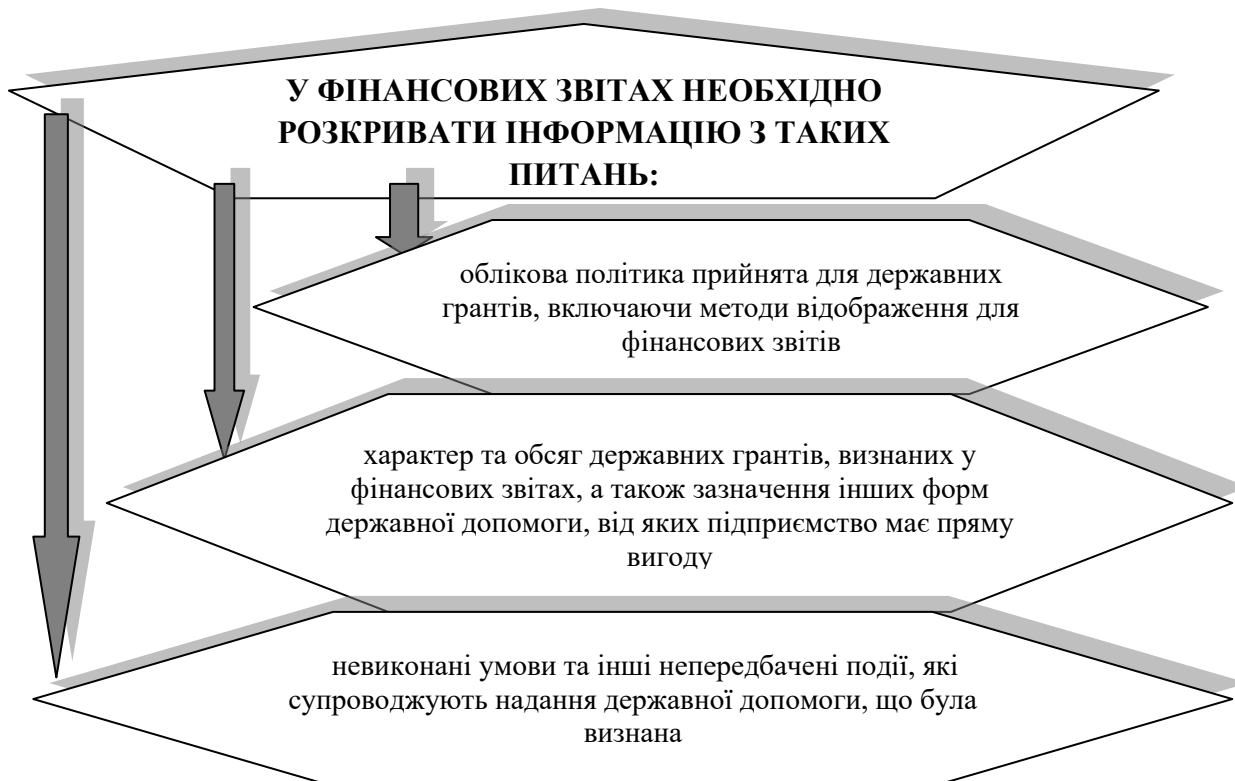 У ФІНАНСОВИХ ЗВІТАХ НЕОБХІДНО
РОЗКРИВАТИ ІНФОРМАЦІЮ З ТАКИХ
ПИТАНЬ:
облікова політика прийнята для державних
грантів, включаючи методи відображення для
фінансових звітів
характер та обсяг державних грантів, визнаних у
фінансових звітах, а також зазначення інших форм
державної допомоги, від яких підприємство має пряму
вигоду
невиконані умови та інші непередбачені події, які
супроводжують надання державної допомоги, що була
визнана